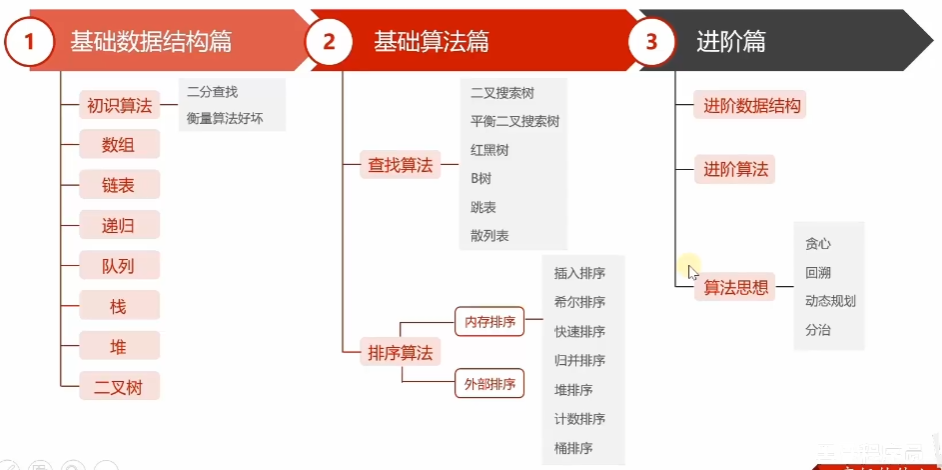 1 基础数据结构篇
初识算法
二分查找
衡量算法好坏
数组
链表
递归
队列
栈
堆
二叉树
2 基础算法篇
查找算法
二叉搜索树
平衡二叉搜索树
红黑树
B树
跳表
散列表
排序算法
内存排序
插入排序
希尔排序
快速排序
归并排序
堆排序
计数排序
桶排序
外部排序
3 进阶篇
进阶数据结构
进阶算法
算法思想
贪心
回溯
动态规划
分治